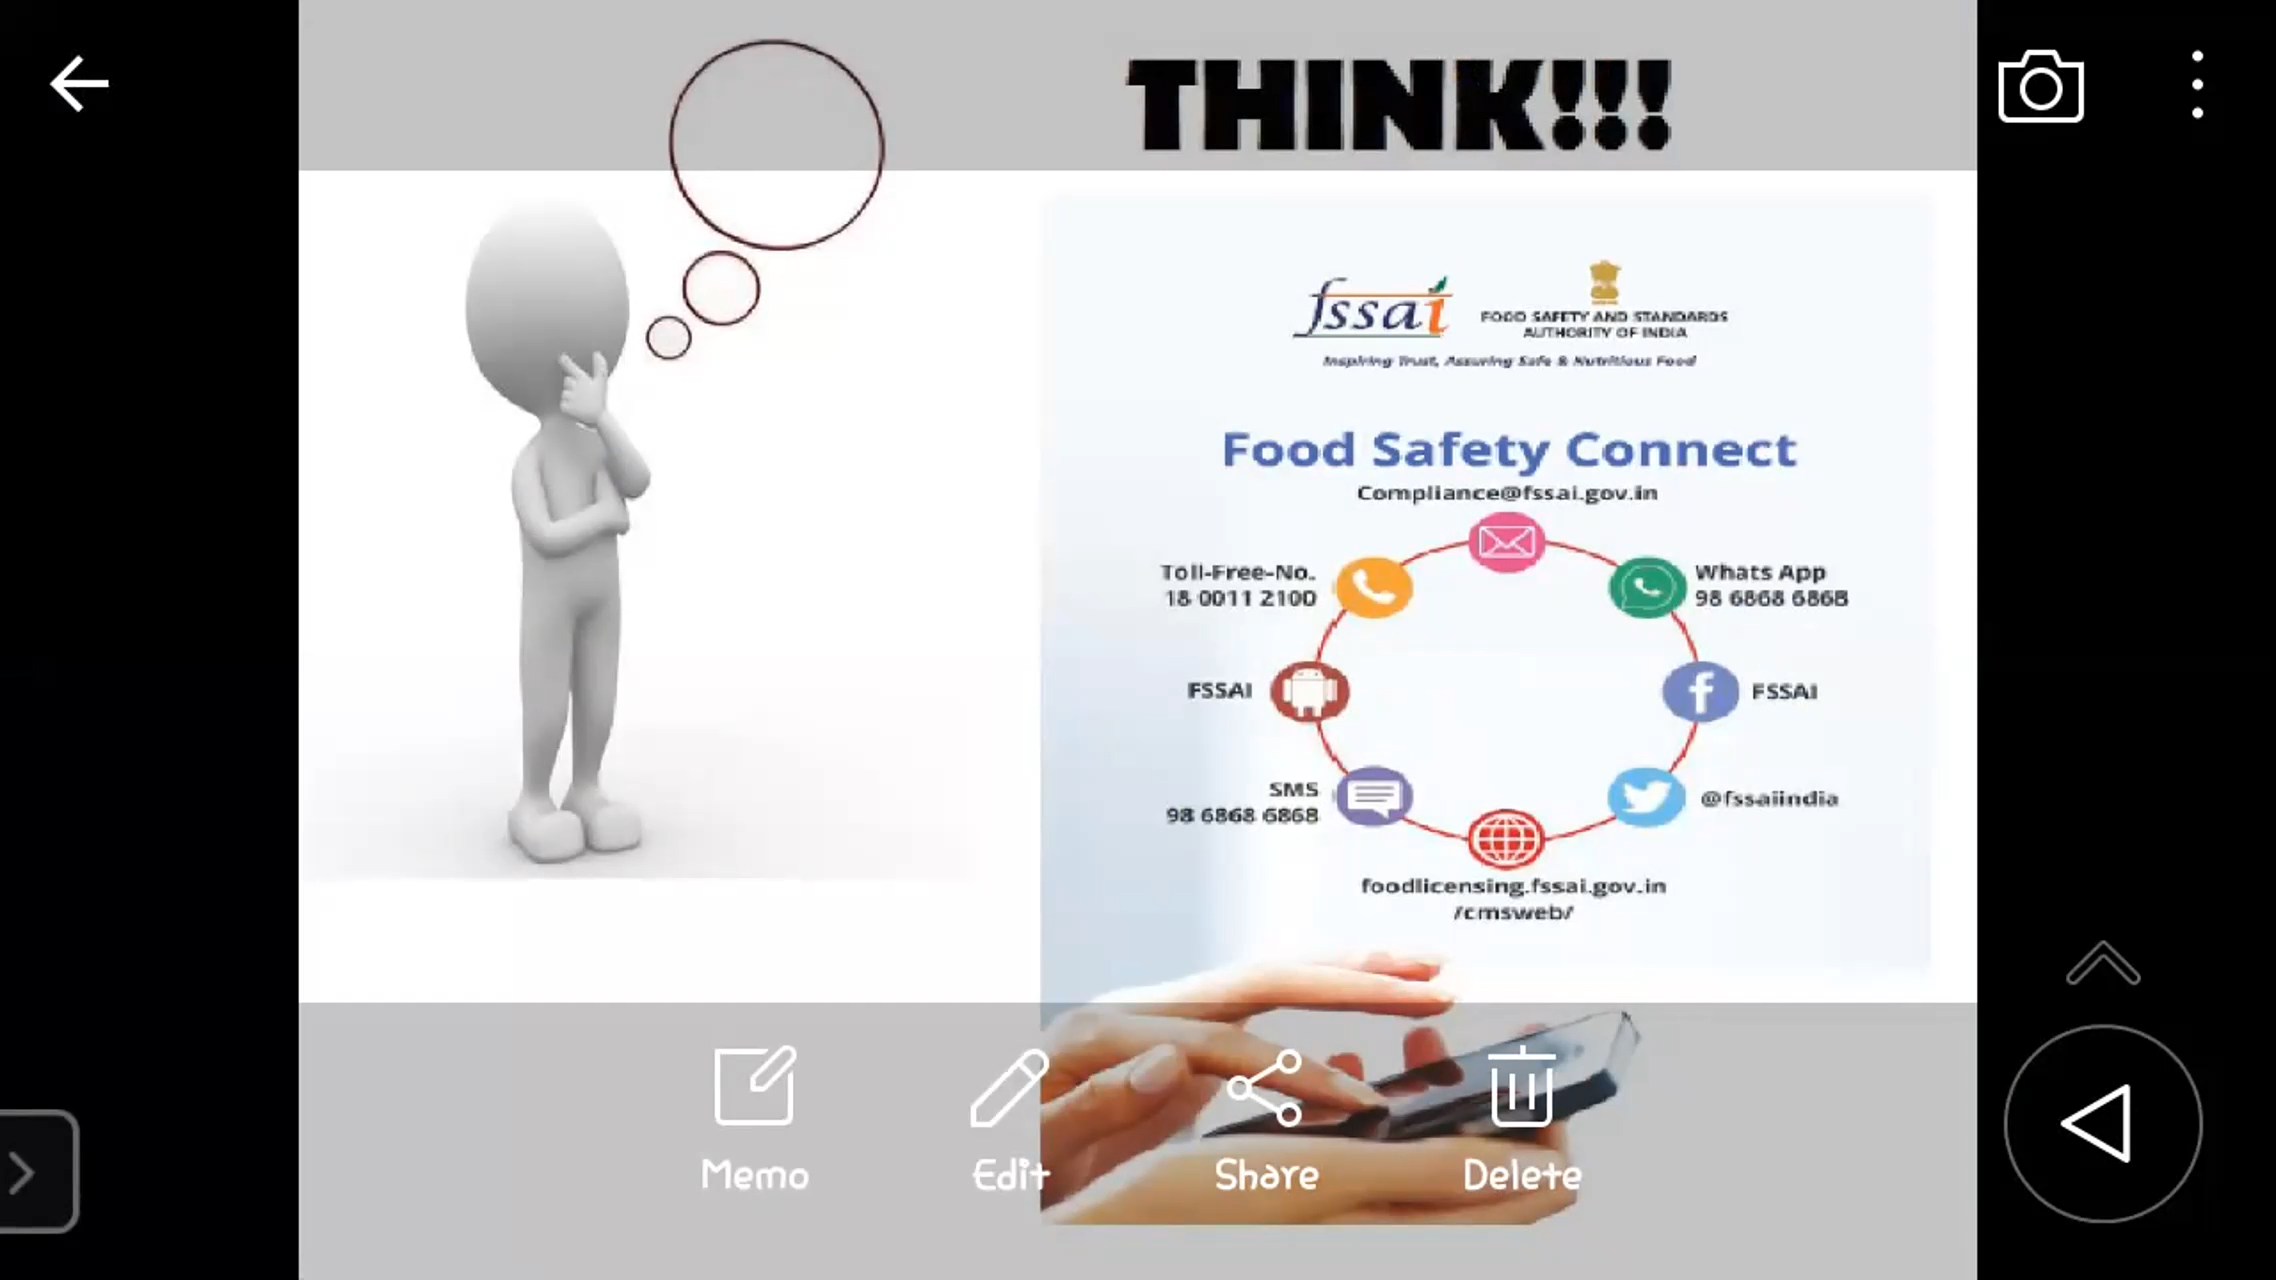 THINK!!!
fssai
FOOD SAFETY AND STANDARDS
AUTHORITY OF INDIA
Inspiring Trust, Assuring Safe & Nutritious Food
Food Safety Connect
Compliance@fssai.gov.in
Toll-Free-No.
18 0011 2100
Whats App
98 6868 6868
FSSAI
FSSAI
SMS
98 6868 6868
@fssaiindia
foodlicensing.fssai.gov.in
/cmsweb/
Memo
Edit
Share
Delete